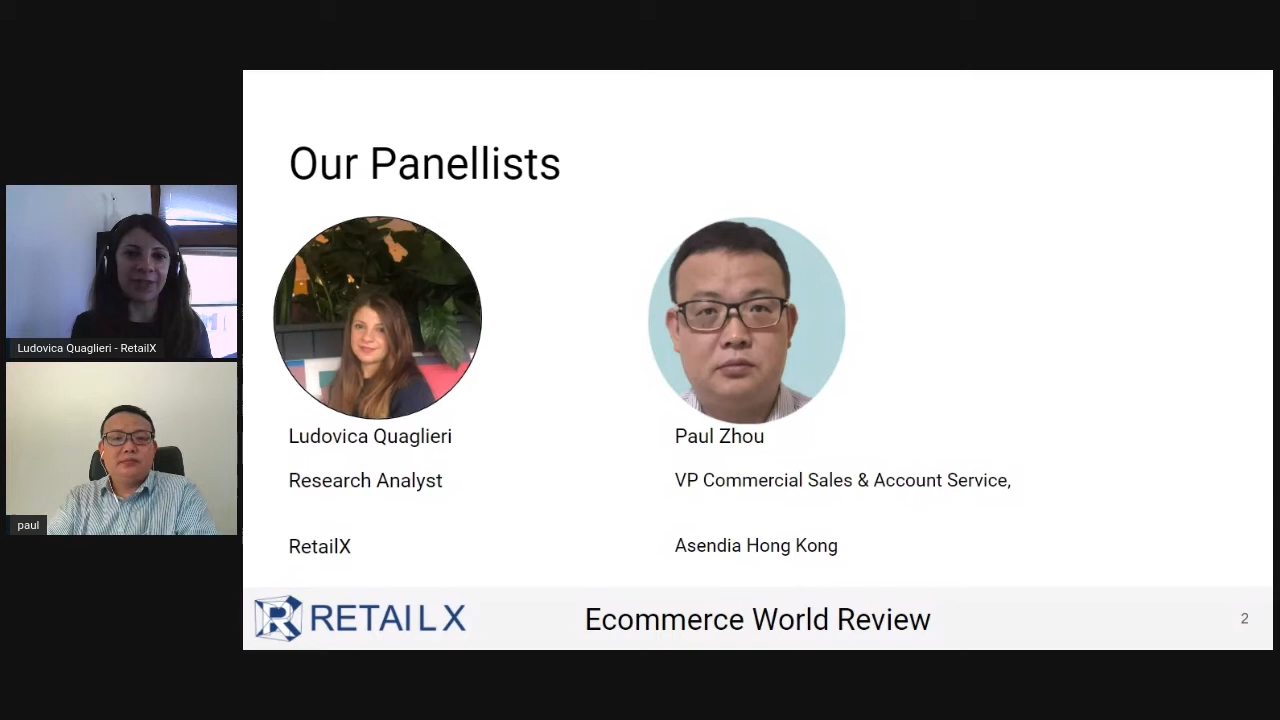 Our Panellists
Ludovica Quaglieri - RetailX
paul
Ludovica Quaglieri
Research Analyst
RetailX
Paul Zhou
VP Commercial Sales & Account Service,
Asendia Hong Kong
RETAIL X
Ecommerce World Review
2